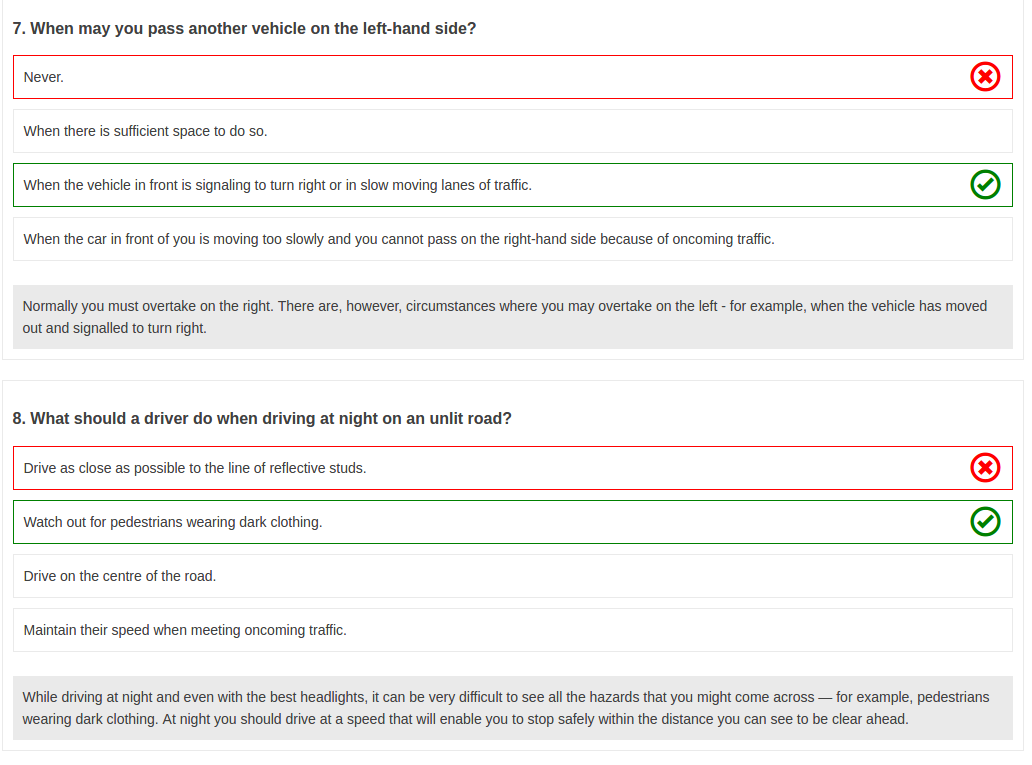 7. When may you pass another vehicle on the left-hand side?
Never.
When there is sufficient space to do so.
When the vehicle in front is signaling to turn right or in slow moving lanes of traffic.
When the car in front of you is moving too slowly and you cannot pass on the right-hand side because of oncoming traffic.
Normally you must overtake on the right. There are, however, circumstances where you may overtake on the left - for example, when the vehicle has moved
out and signalled to turn right.
8. What should a driver do when driving at night on an unlit road?
Drive as close as possible to the line of reflective studs.
Watch out for pedestrians wearing dark clothing.
Drive on the centre of the road.
Maintain their speed when meeting oncoming traffic.
While driving at night and even with the best headlights, it can be very difficult to see all the hazards that you might come across — for example, pedestrians
wearing dark clothing. At night you should drive at a speed that will enable you to stop safely within the distance you can see to be clear ahead.